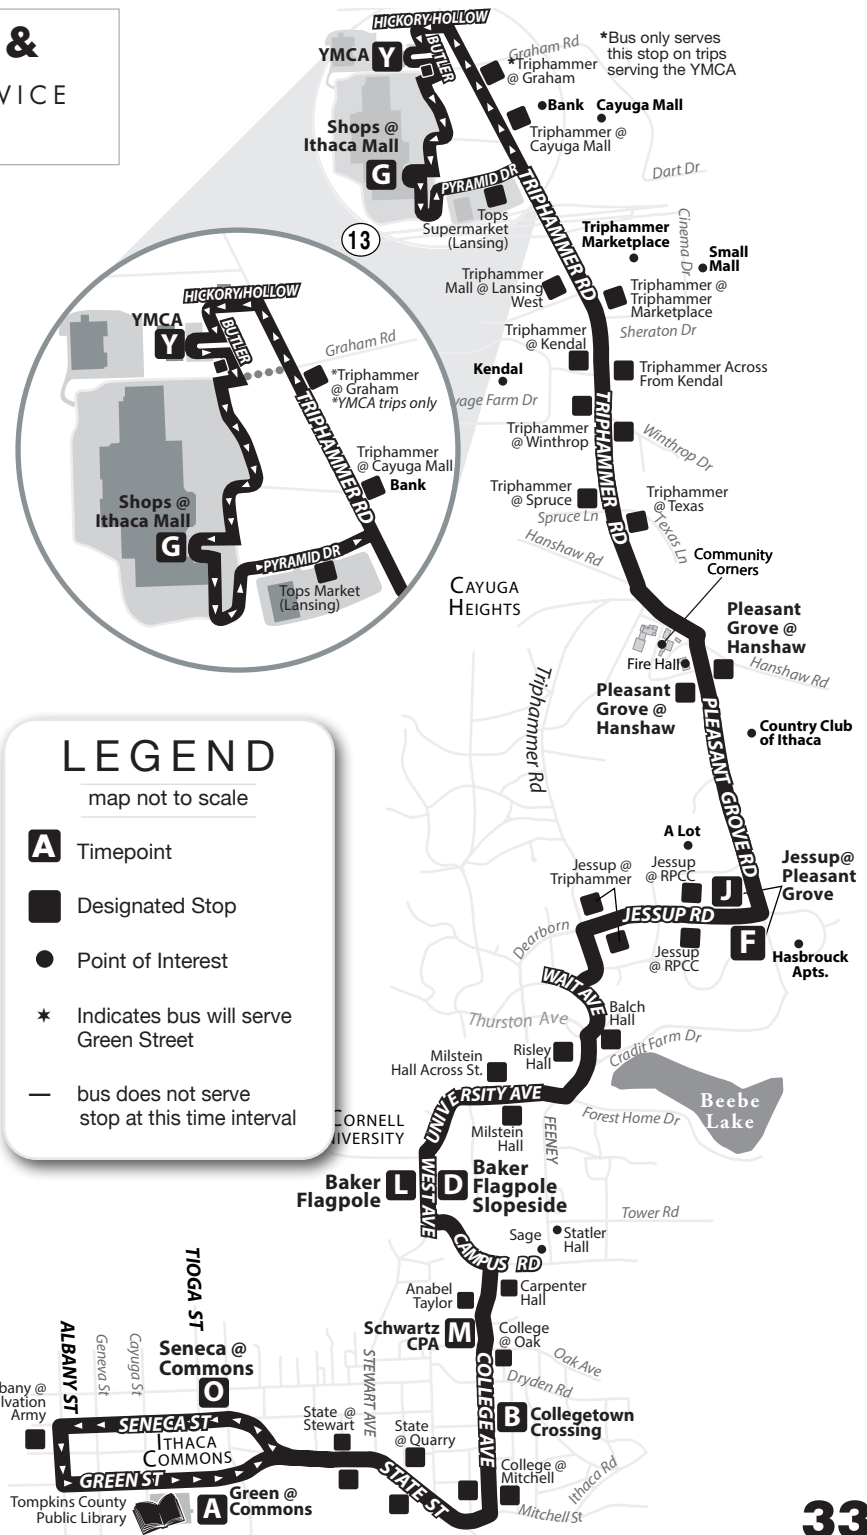 &
VICE
HICKORY HOLLOW
YMCA
Y
BUTLER
Graham Rd
*Triphammer
@ Graham
*Bus only serves
this stop on trips
serving the YMCA
Bank
Cayuga Mall
Triphammer @
Cayuga Mall
Shops @
Ithaca Mall
G
PYRAMID DR
Dart Dr
Tops
Supermarket
(Lansing)
13
TRIPHAMMER RD
Triphammer
Marketplace
Cinema Dr
Small
Mall
Triphammer
Mall @ Lansing
West
Triphammer @
Triphammer
Marketplace
Sheraton Dr
Triphammer
@ Kendal
Kendal
Triphammer Across
From Kendal
vage Farm Dr
TRIPHAMMER RD
Triphammer
@ Winthrop
Winthrop Dr
Triphammer
@ Spruce
Spruce Ln
Triphammer
@ Texas
Texas Ln
Hanshaw Rd
HICKORY HOLLOW
YMCA
Y
BUTLER
Graham Rd
*Triphammer
@ Graham
*YMCA trips only
TRIPHAMMER RD
Triphammer
@ Cayuga Mall
Bank
Shops @
Ithaca Mall
G
PYRAMID DR
Tops Market
(Lansing)
Community
Corners
CAYUGA
HEIGHTS
Pleasant
Grove @
Hanshaw
Hanshaw Rd
Fire Hall
Pleasant
Grove @
Hanshaw
Triphammer Rd
PLEASANT GROVE RD
Country Club
of Ithaca
LEGEND
map not to scale
A
Timepoint
Designated Stop
Point of Interest
Indicates bus will serve
Green Street
bus does not serve
stop at this time interval
A Lot
Jessup @
Triphammer
Jessup
@ RPCC
J
Jessup@
Pleasant
Grove
JESSUP RD
F
Jessup
@ RPCC
Hasbrouck
Apts.
Dearborn
WAIT AVE
Thurston Ave
Balch
Hall
Cradit Farm Dr
Risley
Hall
Milstein
Hall Across St.
UNIVERSITY AVE
Beebe
Lake
Forest Home Dr
CORNELL
NIVERSITY
Milstein
Hall
FEENEY
Baker
Flagpole
L
WEST AVE
D
Baker
Flagpole
Slopeside
Tower Rd
Sage
Statler
Hall
CAMPUS RD
Anabel
Taylor
Carpenter
Hall
Schwartz
CPA
M
College
@ Oak
Oak Ave
Dryden Rd
COLLEGE AVE
B
Collegetown
Crossing
TIOGA ST
ALBANY ST
Geneva St
Cayuga St
Seneca @
Commons
O
STEWART AVE
bany @
lvation
Army
SENECA ST
ITHACA
COMMONS
State @
Stewart
State
@ Quarry
GREEN ST
STATE ST
College @
Mitchell
Ithaca Rd
Mitchell St
Tompkins County
Public Library
A
Green @
Commons
33